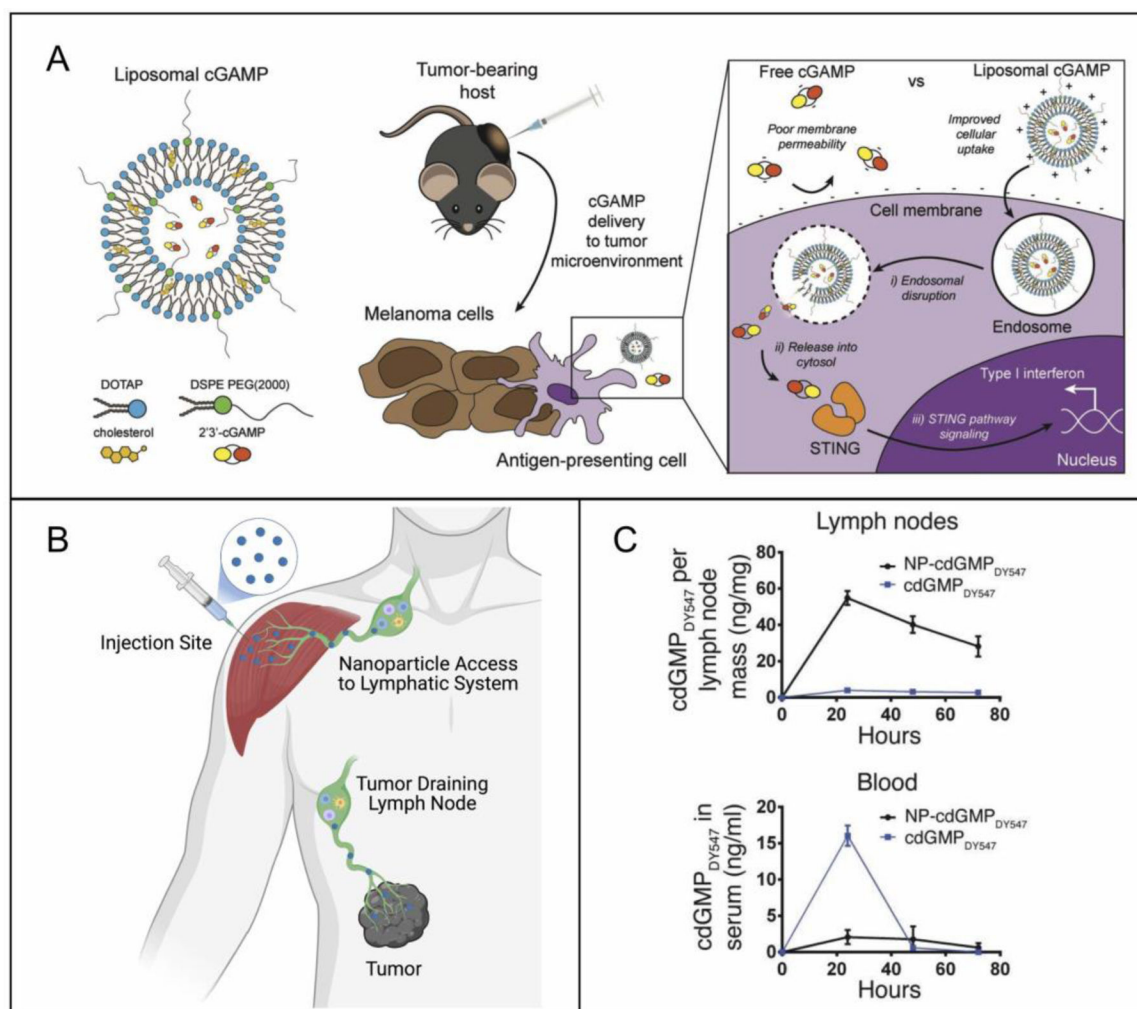 A
Liposomal cGAMP
DOTAP
DSPE PEG(2000)
cholesterol
2'3'-cGAMP
Tumor-bearing
host
cGAMP
delivery
to tumor
microenvironment
Melanoma cells
Antigen-presenting cell
Free cGAMP
vs
Liposomal cGAMP
Poor membrane
permeability
Improved
cellular
uptake
Cell membrane
i) Endosomal
disruption
Endosome
ii) Release into
cytosol
STING
Type I interferon
iii) STING pathway
signaling
Nucleus
B
Injection Site
Nanoparticle Access
to Lymphatic System
Tumor Draining
Lymph Node
Tumor
C
Lymph nodes
cdGMPDY547 per
lymph node
mass (ng/mg)
80
60
40
20
0
NP-cdGMPDY547
cdGMPDY547
0 20 40 60 80
Hours
Blood
cdGMPDY547 in
serum (ng/ml)
20
15
10
5
0
NP-cdGMPDY547
cdGMPDY547
0 20 40 60 80
Hours